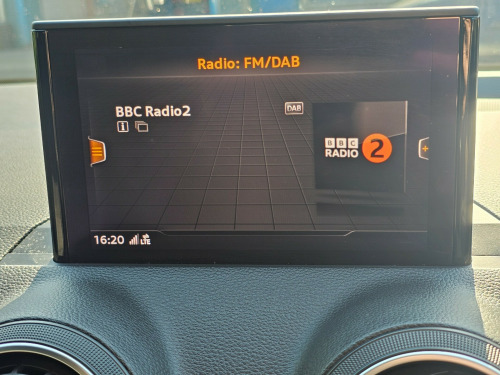 Radio: FM/DAB
BBC Radio2
DAB
BBC
RADIO 2
16:20 LTE